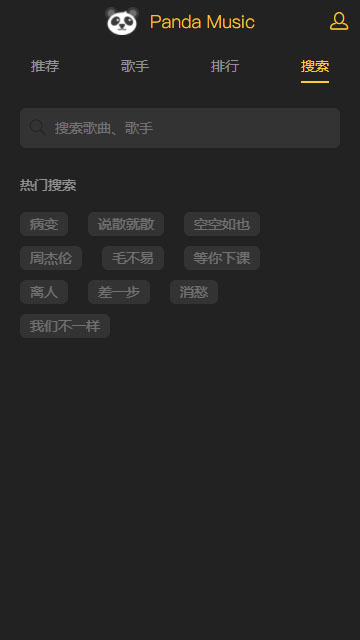 Panda Music
推荐 歌手 排行 搜索
搜索歌曲、歌手
热门搜索
病变 说散就散 空空如也
周杰伦 毛不易 等你下课
离人 差一步 消愁
我们不一样